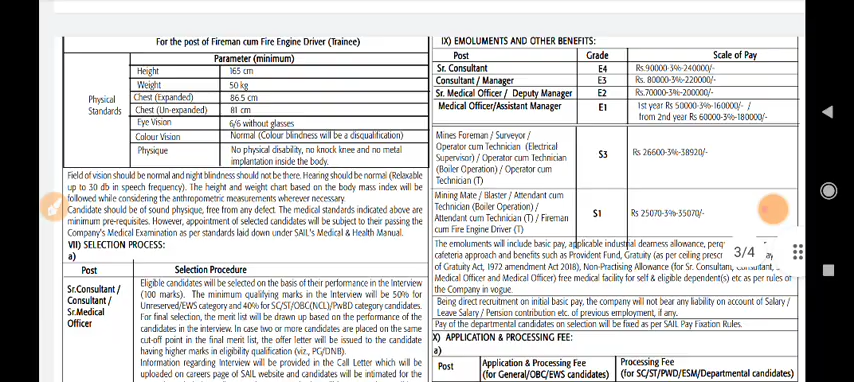 For the post of Fireman cum Fire Engine Driver (Trainee)
Parameter (minimum)
Physical Standards
Height 165 cm
Weight 50 kg
Chest (Expanded) 86.5 cm
Chest (Un-expanded) 81 cm
Eye Vision 6/6 without glasses
Colour Vision Normal (Colour blindness will be a disqualification)
Physique No physical disability, no knock knee and no metal
implantation inside the body.
Field of vision should be normal and night blindness should not be there. Hearing should be normal (Relaxable
up to 30 db in speech frequency). The height and weight chart based on the body mass index will be
followed while considering the anthropometric measurements wherever necessary.
Candidate should be of sound physique, free from any defect. The medical standards indicated above are
minimum pre-requisites. However, appointment of selected candidates will be subject to their passing the
Company's Medical Examination as per standards laid down under SAIL's Medical & Health Manual.
VII) SELECTION PROCESS:
a)
Post Selection Procedure
Sr.Consultant /
Consultant /
Sr.Medical
Officer
Eligible candidates will be selected on the basis of their performance in the Interview
(100 marks). The minimum qualifying marks in the Interview will be 50% for
Unreserved/EWS category and 40% for SC/ST/OBC(NCL)/PwBD category candidates.
For final selection, the merit list will be drawn up based on the performance of the
candidates in the interview. In case two or more candidates are placed on the same
cut-off point in the final merit list, the offer letter will be issued to the candidate
having higher marks in eligibility qualification (viz., PG/DNB).
Information regarding Interview will be provided in the Call Letter which will be
uploaded on careers page of SAIL website and candidates will be intimated for the
IX) EMOLUMENTS AND OTHER BENEFITS:
Post Grade Scale of Pay
Sr. Consultant E4 Rs.90000-3%-240000/-
Consultant / Manager E3 Rs. 80000-3%-220000/-
Sr. Medical Officer / Deputy Manager E2 Rs.70000-3%-200000/-
Medical Officer/Assistant Manager E1 1st year Rs 50000-3%-160000/- /
from 2nd year Rs 60000-3%-180000/-
Mines Foreman / Surveyor /
Operator cum Technician (Electrical
Supervisor) / Operator cum Technician
(Boiler Operation) / Operator cum
Technician (T)
S3 Rs 26600-3%-38920/-
Mining Mate / Blaster / Attendant cum
Technician (Boiler Operation) /
Attendant cum Technician (T) / Fireman
cum Fire Engine Driver (T)
S1 Rs 25070-3%-35070/-
The emoluments will include basic pay, applicable industrial dearness allowance,
cafeteria approach and benefits such as Provident Fund, Gratuity (as per ceiling
of Gratuity Act, 1972 amendment Act 2018), Non-Practising Allowance (for Sr. Consultant,
Medical Officer and Medical Officer) free medical facility for self & eligible dependent(s) etc as per rules of
the Company in vogue.
3/4
Being direct recruitment on initial basic pay, the company will not bear any liability on account of Salary /
Leave Salary / Pension contribution etc. of previous employment, if any.
Pay of the departmental candidates on selection will be fixed as per SAIL Pay Fixation Rules.
X) APPLICATION & PROCESSING FEE:
a)
Post Application & Processing Fee Processing Fee
(for General/OBC/EWS candidates) (for SC/ST/PWD/ESM/Departmental candidates)